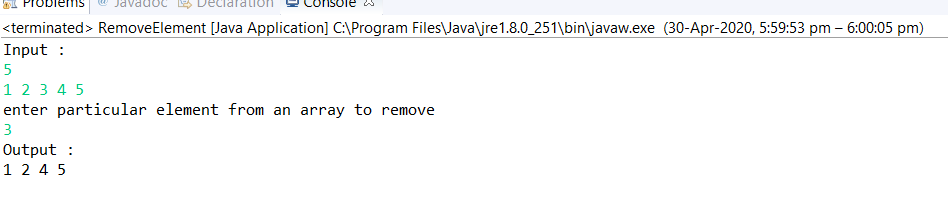 Problems @ Javadoc Declaration Console
<terminated> RemoveElement [Java Application] C:\Program Files\Java\jre1.8.0_251\bin\javaw.exe (30-Apr-2020, 5:59:53 pm – 6:00:05 pm)
Input :
5
1 2 3 4 5
enter particular element from an array to remove
3
Output :
1 2 4 5